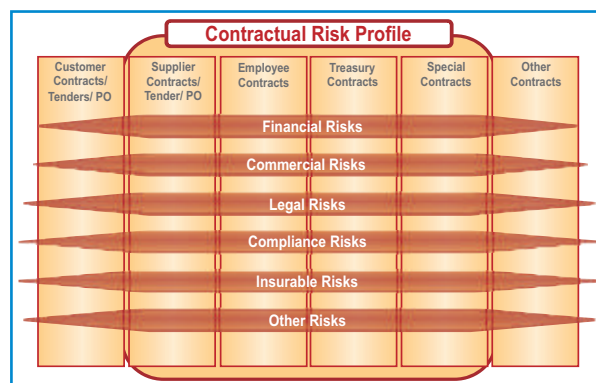 Contractual Risk Profile
Customer
Contracts/
Tenders/ PO
Supplier
Contracts/
Tender/ PO
Employee
Contracts
Treasury
Contracts
Special
Contracts
Other
Contracts
Financial Risks
Commercial Risks
Legal Risks
Compliance Risks
Insurable Risks
Other Risks